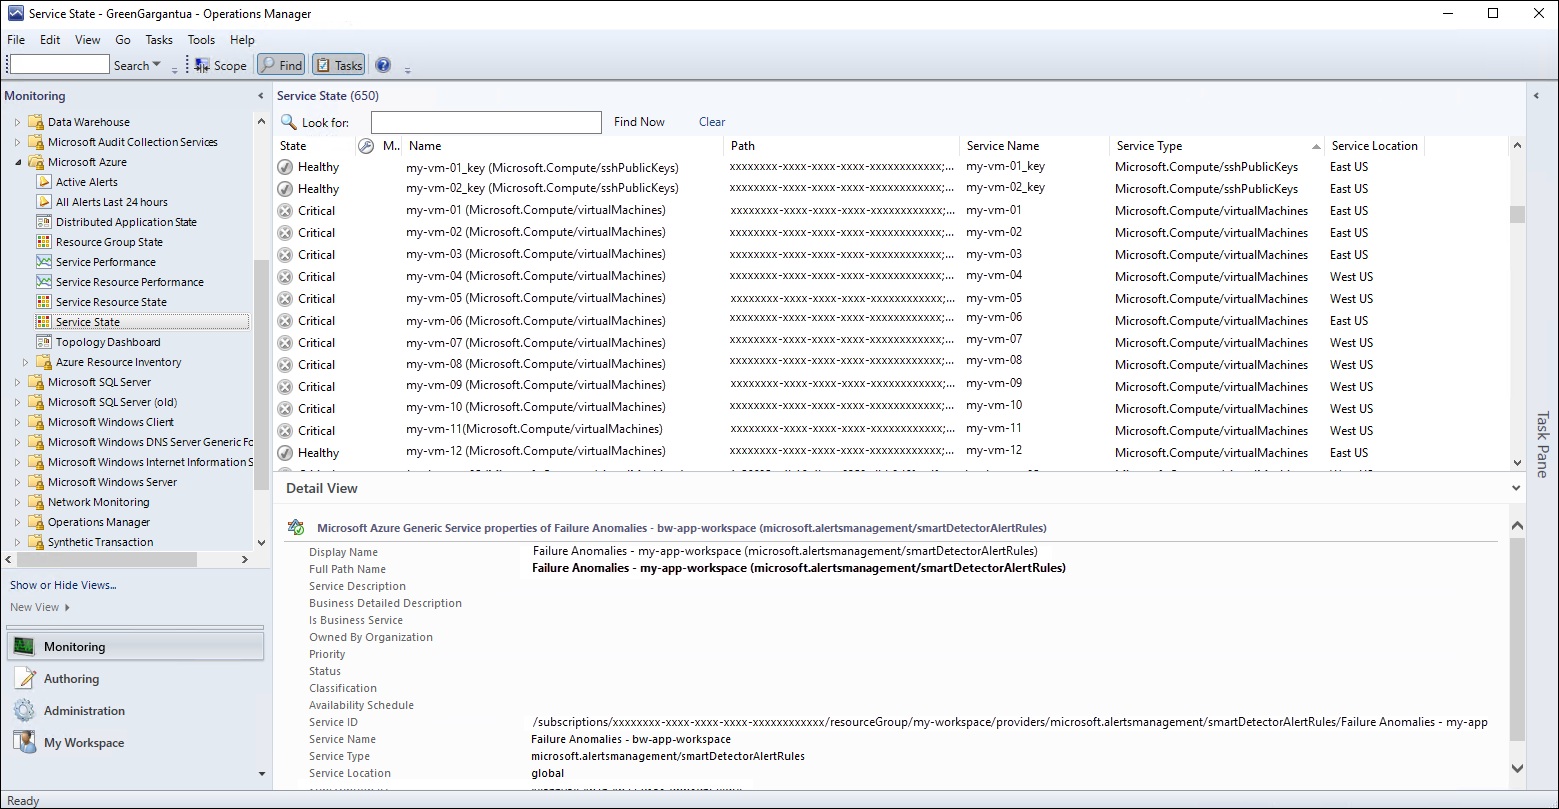 Service State - GreenGargantua - Operations Manager
File Edit View Go Tasks Tools Help
Search Scope Find Tasks
Monitoring
Data Warehouse
Microsoft Audit Collection Services
Microsoft Azure
Active Alerts
All Alerts Last 24 hours
Distributed Application State
Resource Group State
Service Performance
Service Resource Performance
Service Resource State
Service State
Topology Dashboard
Azure Resource Inventory
Microsoft SQL Server
Microsoft SQL Server (old)
Microsoft Windows Client
Microsoft Windows DNS Server Generic Fo
Microsoft Windows Internet Information S
Microsoft Windows Server
Network Monitoring
Operations Manager
Synthetic Transaction
Show or Hide Views...
New View
Monitoring
Authoring
Administration
My Workspace
Service State (650)
Look for: Find Now Clear
State M.. Name Path Service Name Service Type Service Location
Healthy my-vm-01_key (Microsoft.Compute/sshPublicKeys) xxxxxxxx-xxxx-xxxx-xxxx-xxxxxxxxxxxx;... my-vm-01_key Microsoft.Compute/sshPublicKeys East US
Healthy my-vm-02_key (Microsoft.Compute/sshPublicKeys) xxxxxxxx-xxxx-xxxx-xxxx-xxxxxxxxxxxx;... my-vm-02_key Microsoft.Compute/sshPublicKeys East US
Critical my-vm-01 (Microsoft.Compute/virtualMachines) xxxxxxxx-xxxx-xxxx-xxxx-xxxxxxxxxxxx;... my-vm-01 Microsoft.Compute/virtualMachines East US
Critical my-vm-02 (Microsoft.Compute/virtualMachines) xxxxxxxx-xxxx-xxxx-xxxx-xxxxxxxxxxxx;... my-vm-02 Microsoft.Compute/virtualMachines East US
Critical my-vm-03 (Microsoft.Compute/virtualMachines) xxxxxxxx-xxxx-xxxx-xxxx-xxxxxxxxxxxx;... my-vm-03 Microsoft.Compute/virtualMachines East US
Critical my-vm-04 (Microsoft.Compute/virtualMachines) xxxxxxxx-xxxx-xxxx-xxxx-xxxxxxxxxxxx;... my-vm-04 Microsoft.Compute/virtualMachines West US
Critical my-vm-05 (Microsoft.Compute/virtualMachines) xxxxxxxx-xxxx-xxxx-xxxx-xxxxxxxxxxxx;... my-vm-05 Microsoft.Compute/virtualMachines West US
Critical my-vm-06 (Microsoft.Compute/virtualMachines) xxxxxxxx-xxxx-xxxx-xxxx-xxxxxxxxxxxx;... my-vm-06 Microsoft.Compute/virtualMachines East US
Critical my-vm-07 (Microsoft.Compute/virtualMachines) xxxxxxxx-xxxx-xxxx-xxxx-xxxxxxxxxxxx;... my-vm-07 Microsoft.Compute/virtualMachines West US
Critical my-vm-08 (Microsoft.Compute/virtualMachines) xxxxxxxx-xxxx-xxxx-xxxx-xxxxxxxxxxxx;... my-vm-08 Microsoft.Compute/virtualMachines West US
Critical my-vm-09 (Microsoft.Compute/virtualMachines) xxxxxxxx-xxxx-xxxx-xxxx-xxxxxxxxxxxx;... my-vm-09 Microsoft.Compute/virtualMachines West US
Critical my-vm-10 (Microsoft.Compute/virtualMachines) xxxxxxxx-xxxx-xxxx-xxxx-xxxxxxxxxxxx;... my-vm-10 Microsoft.Compute/virtualMachines West US
Critical my-vm-11(Microsoft.Compute/virtualMachines) xxxxxxxx-xxxx-xxxx-xxxx-xxxxxxxxxxxx;... my-vm-11 Microsoft.Compute/virtualMachines West US
Healthy my-vm-12 (Microsoft.Compute/virtualMachines) xxxxxxxx-xxxx-xxxx-xxxx-xxxxxxxxxxxx;... my-vm-12 Microsoft.Compute/virtualMachines East US
Detail View
Microsoft Azure Generic Service properties of Failure Anomalies - bw-app-workspace (microsoft.alertsmanagement/smartDetectorAlertRules)
Display Name Failure Anomalies - my-app-workspace (microsoft.alertsmanagement/smartDetectorAlertRules)
Full Path Name Failure Anomalies - my-app-workspace (microsoft.alertsmanagement/smartDetectorAlertRules)
Service Description
Business Detailed Description
Is Business Service
Owned By Organization
Priority
Status
Classification
Availability Schedule
Service ID /subscriptions/xxxxxxxx-xxxx-xxxx-xxxx-xxxxxxxxxxxx/resourceGroup/my-workspace/providers/microsoft.alertsmanagement/smartDetectorAlertRules/Failure Anomalies - my-app
Service Name Failure Anomalies - bw-app-workspace
Service Type microsoft.alertsmanagement/smartDetectorAlertRules
Service Location global
Task Pane
Ready